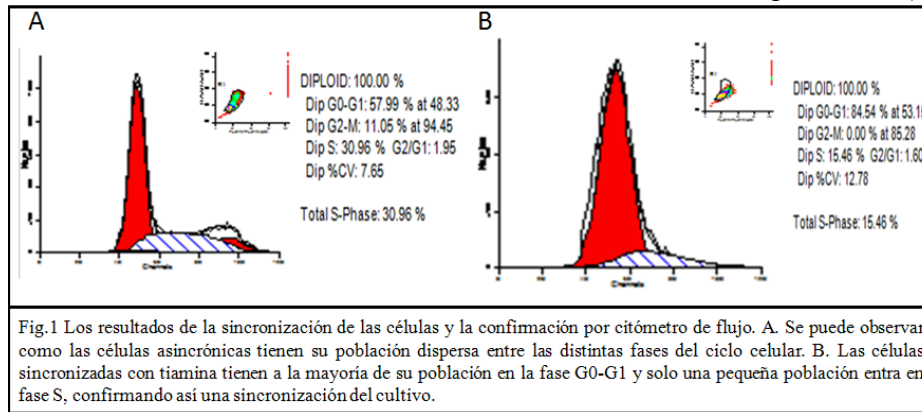 A
B
DIPLOID: 100.00 %
Dip G0-G1: 57.99 % at 48.33
Dip G2-M: 11.05 % at 94.45
Dip S: 30.96 % G2/G1: 1.95
Dip %CV: 7.65
Total S-Phase: 30.96 %
Channels
DIPLOID: 100.00 %
Dip G0-G1: 84.54 % at
Dip G2-M: 0.00 % at 85.28
Dip S: 15.46 % G2/G1: 1.60
Dip %CV: 12.78
Total S-Phase: 15.46 %
Channels
Fig.1 Los resultados de la sincronización de las células y la confirmación por citómetro de flujo. A. Se puede observar
como las células asincrónicas tienen su población dispersa entre las distintas fases del ciclo celular. B. Las células
sincronizadas con tiamina tienen a la mayoría de su población en la fase G0-G1 y solo una pequeña población entra en
fase S, confirmando así una sincronización del cultivo.